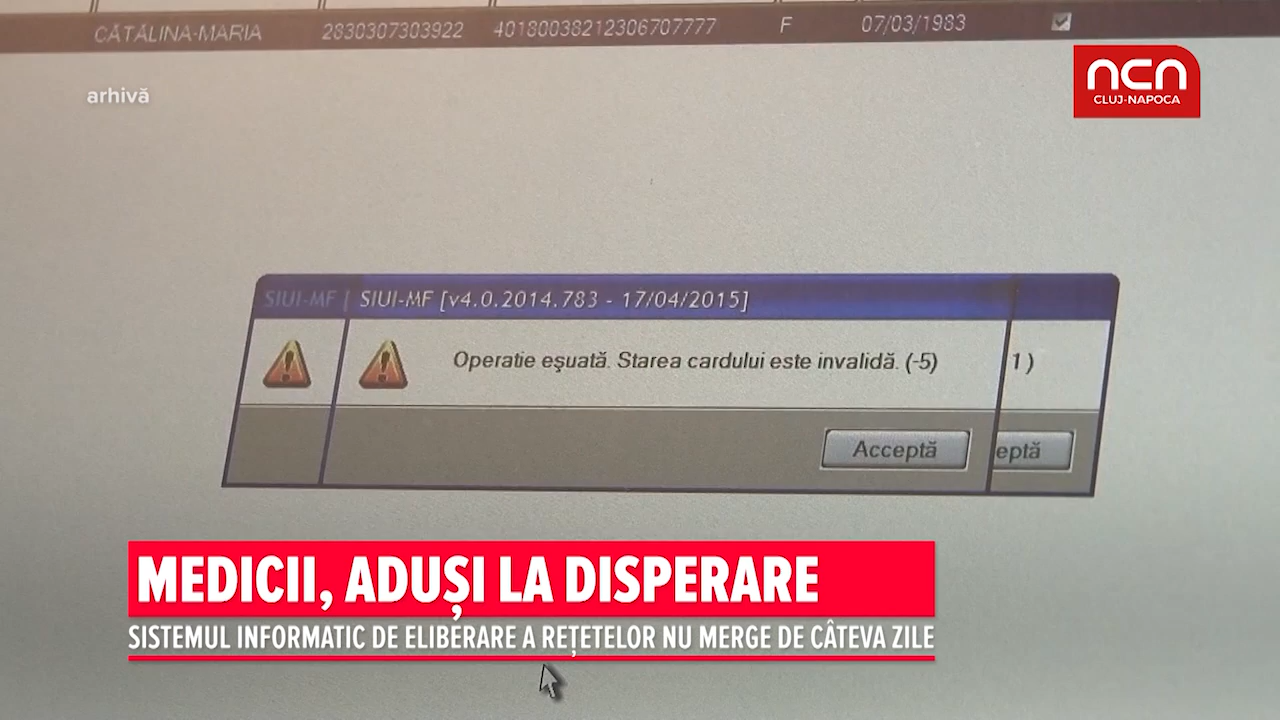 CĂTĂLINA-MARIA 2830307303922 40180038212306707777 F 07/03/1983
arhivă
ncn
CLUJ-NAPOCA
SIUI-MF [ SIUI-MF [v4.0.2014.783 - 17/04/2015]
Operatie eşuată. Starea cardului este invalidă. (-5) 1 )
Acceptă eptă
MEDICII, ADUȘI LA DISPERARE
SISTEMUL INFORMATIC DE ELIBERARE A REȚETELOR NU MERGE DE CÂTEVA ZILE